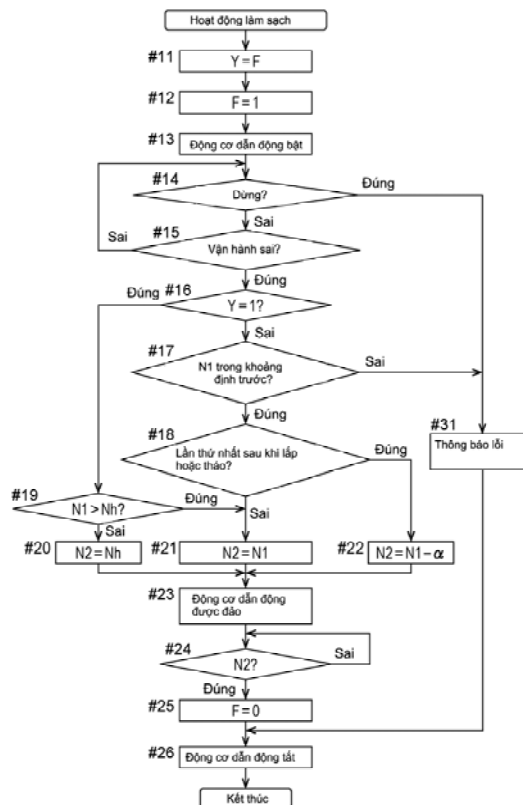 Hoạt động làm sạch
#11
Y = F
#12
F = 1
#13
Động cơ dẫn động bật
#14
Dừng?
Đúng
Sai
#15
Sai
Vận hành sai?
Đúng
Đúng
#16
Y = 1?
Sai
#17
N1 trong khoảng
định trước?
Sai
Đúng
#31
Thông báo lỗi
#18
Lần thứ nhất sau khi lắp
hoặc tháo?
Đúng
Sai
#19
N1 > Nh?
Đúng
Sai
#20
N2 = Nh
#21
N2 = N1
#22
N2 = N1 – α
#23
Động cơ dẫn động
được đảo
#24
N2?
Sai
Đúng
#25
F = 0
#26
Động cơ dẫn động tắt
Kết thúc